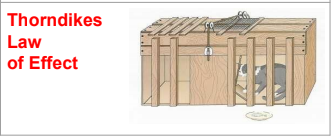 Thorndikes
Law
of Effect